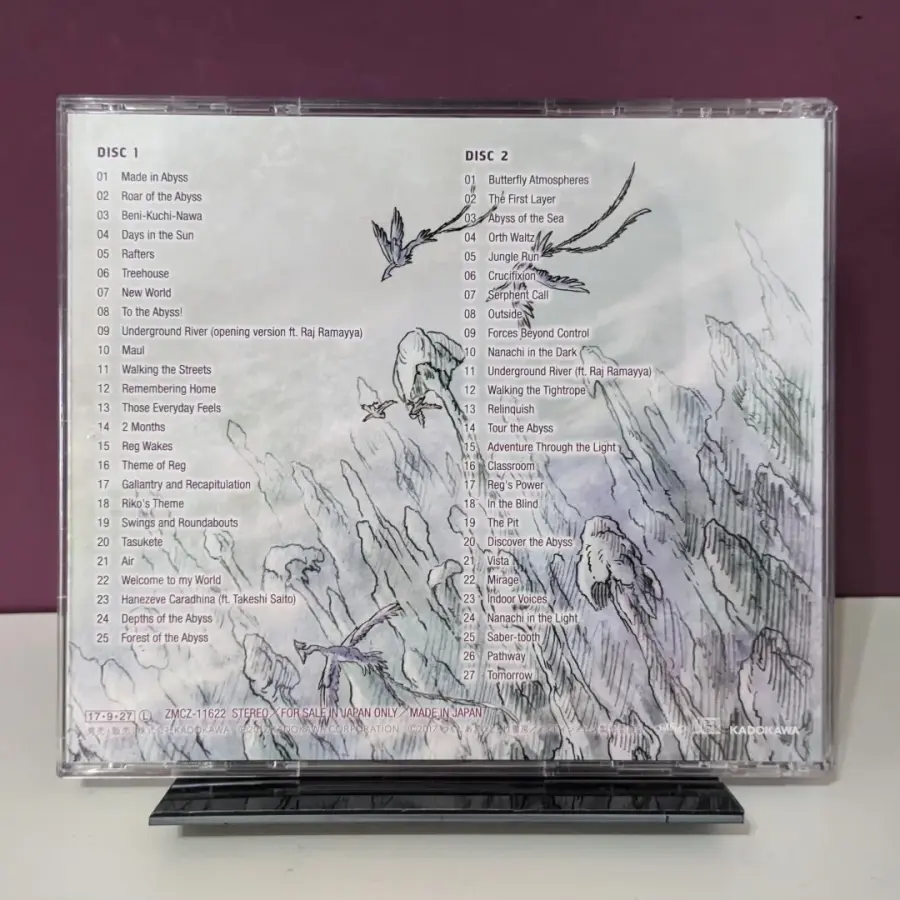 DISC 1
01 Made in Abyss
02 Roar of the Abyss
03 Beni-Kuchi-Nawa
04 Days in the Sun
05 Rafters
06 Treehouse
07 New World
08 To the Abyss!
09 Underground River (opening version ft. Raj Ramayya)
10 Maul
11 Walking the Streets
12 Remembering Home
13 Those Everyday Feels
14 2 Months
15 Reg Wakes
16 Theme of Reg
17 Gallantry and Recapitulation
18 Riko's Theme
19 Swings and Roundabouts
20 Tasukete
21 Air
22 Welcome to my World
23 Hanezeve Caradhina (ft. Takeshi Saito)
24 Depths of the Abyss
25 Forest of the Abyss
DISC 2
01 Butterfly Atmospheres
02 The First Layer
03 Abyss of the Sea
04 Orth Waltz
05 Jungle Run
06 Crucifixion
07 Serphent Call
08 Outside
09 Forces Beyond Control
10 Nanachi in the Dark
11 Underground River (ft. Raj Ramayya)
12 Walking the Tightrope
13 Relinquish
14 Tour the Abyss
15 Adventure Through the Light
16 Classroom
17 Reg's Power
18 In the Blind
19 The Pit
20 Discover the Abyss
21 Vista
22 Mirage
23 Indoor Voices
24 Nanachi in the Light
25 Saber-tooth
26 Pathway
27 Tomorrow
17・9・27 Ⓛ ZMCZ-11622 STEREO／FOR SALE IN JAPAN ONLY／MADE IN JAPAN
KADOKAWA KADOKAWA CORPORATION KADOKAWA